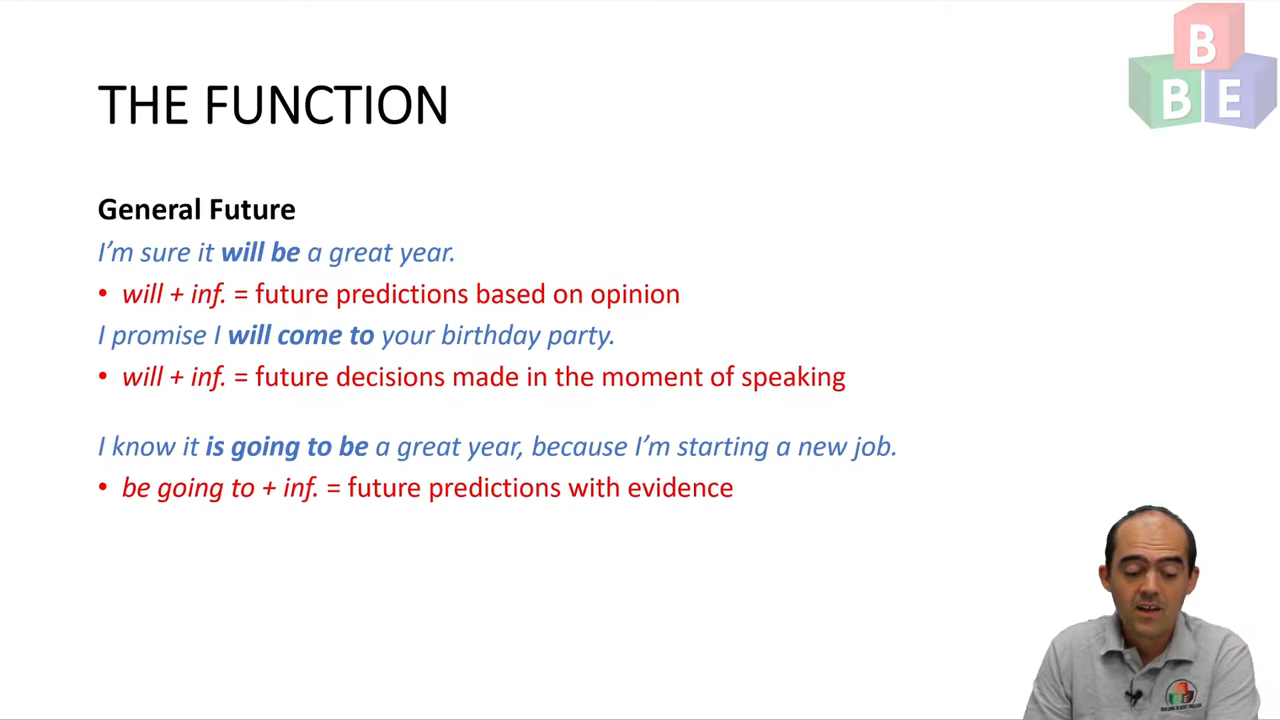 B
B E
THE FUNCTION
General Future
I’m sure it will be a great year.
• will + inf. = future predictions based on opinion
I promise I will come to your birthday party.
• will + inf. = future decisions made in the moment of speaking
I know it is going to be a great year, because I’m starting a new job.
• be going to + inf. = future predictions with evidence